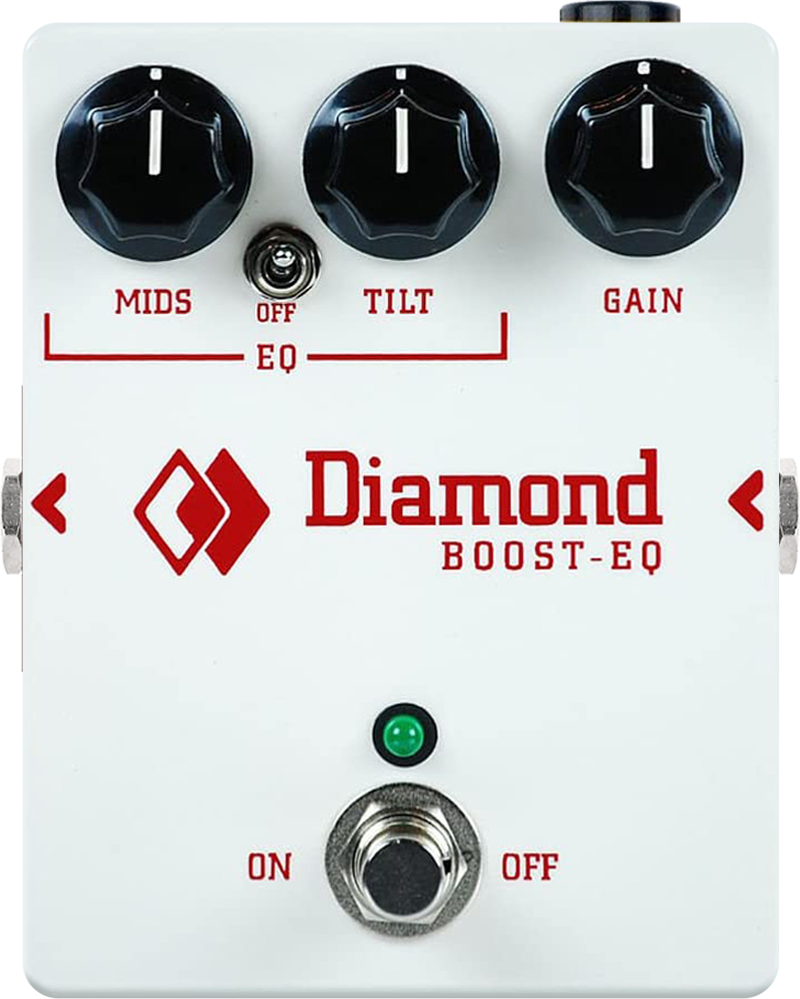 MIDS TILT GAIN
OFF
EQ
Diamond
BOOST-EQ
ON OFF